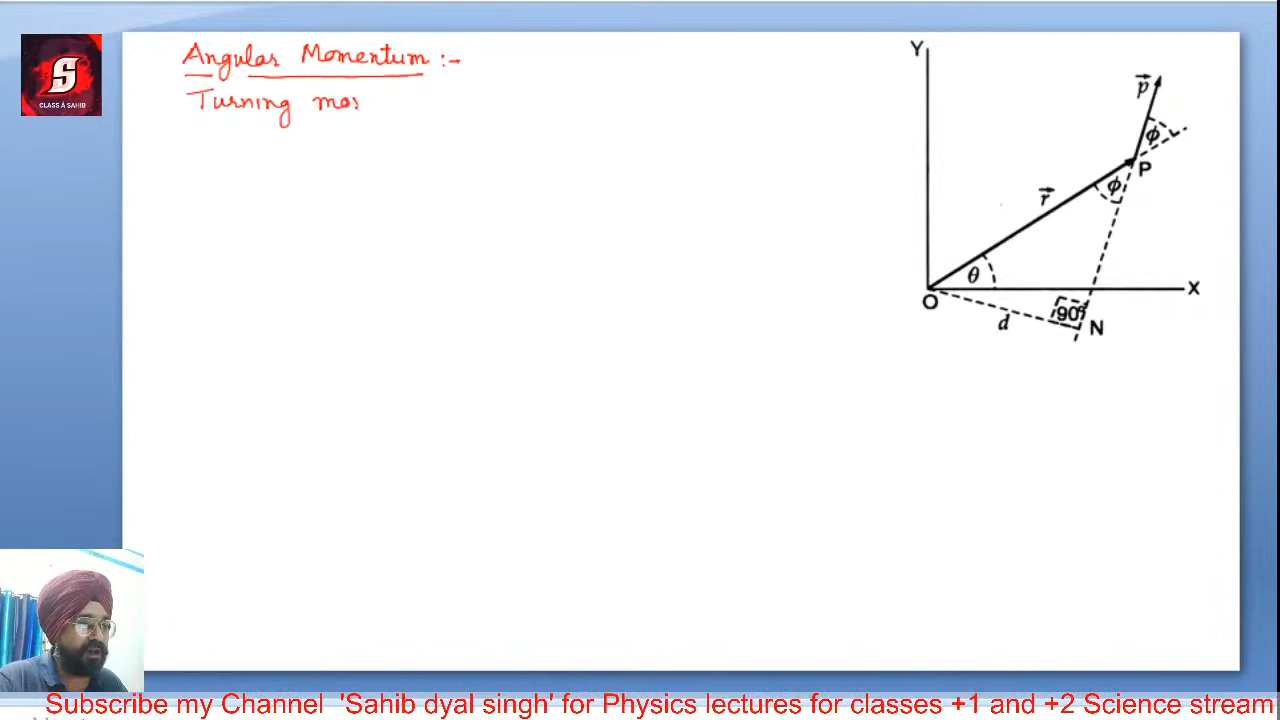 Angular Momentum :-
Turning mo
S
CLASS Á SAHIB
Y
p
ϕ
P
ϕ
r
θ
X
O
90°
d
N
Subscribe my Channel 'Sahib dyal singh' for Physics lectures for classes +1 and +2 Science stream